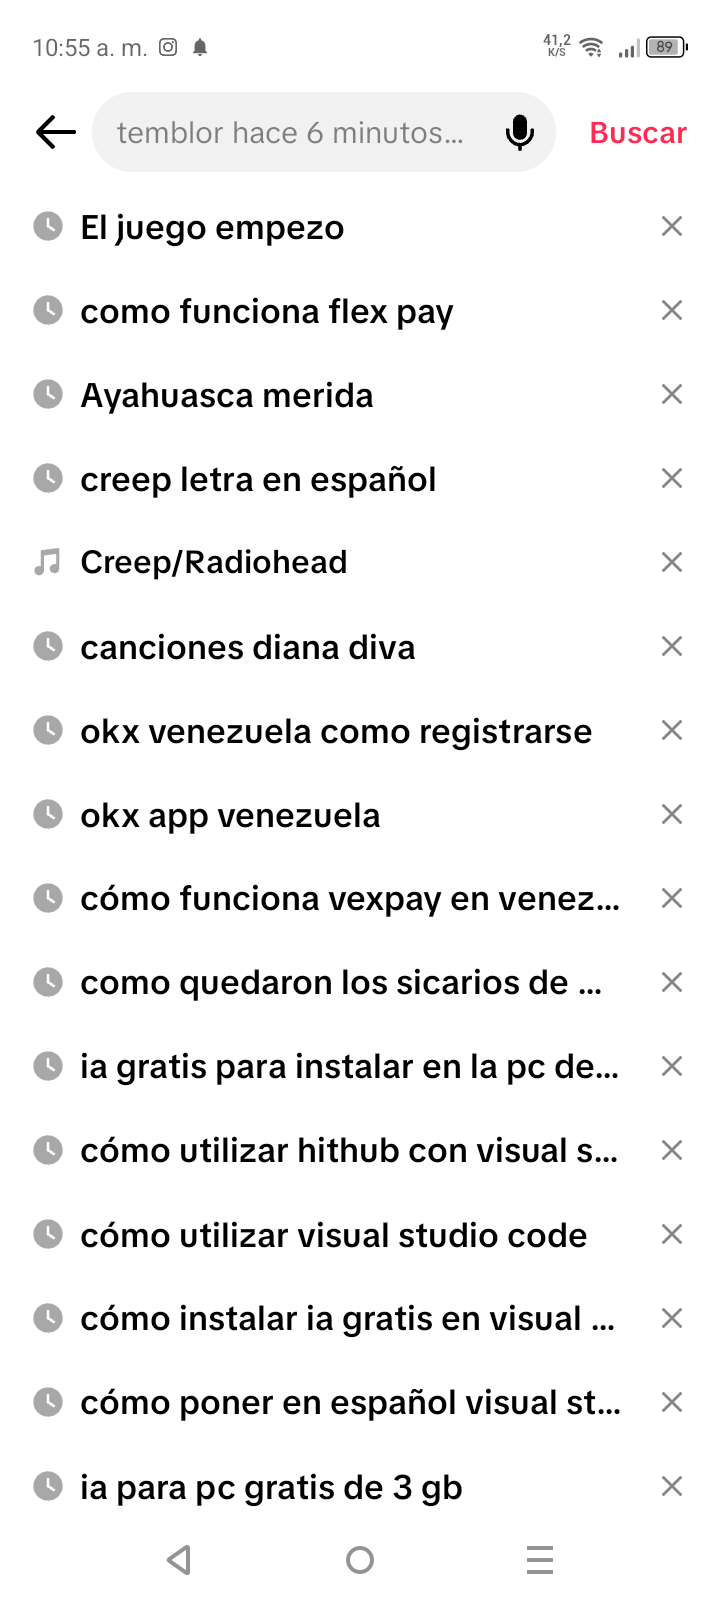 10:55 a. m.
41,2
K/S
89
temblor hace 6 minutos...
Buscar
El juego empezo
como funciona flex pay
Ayahuasca merida
creep letra en español
Creep/Radiohead
canciones diana diva
okx venezuela como registrarse
okx app venezuela
cómo funciona vexpay en venez...
como quedaron los sicarios de ...
ia gratis para instalar en la pc de...
cómo utilizar hithub con visual s...
cómo utilizar visual studio code
cómo instalar ia gratis en visual ...
cómo poner en español visual st...
ia para pc gratis de 3 gb